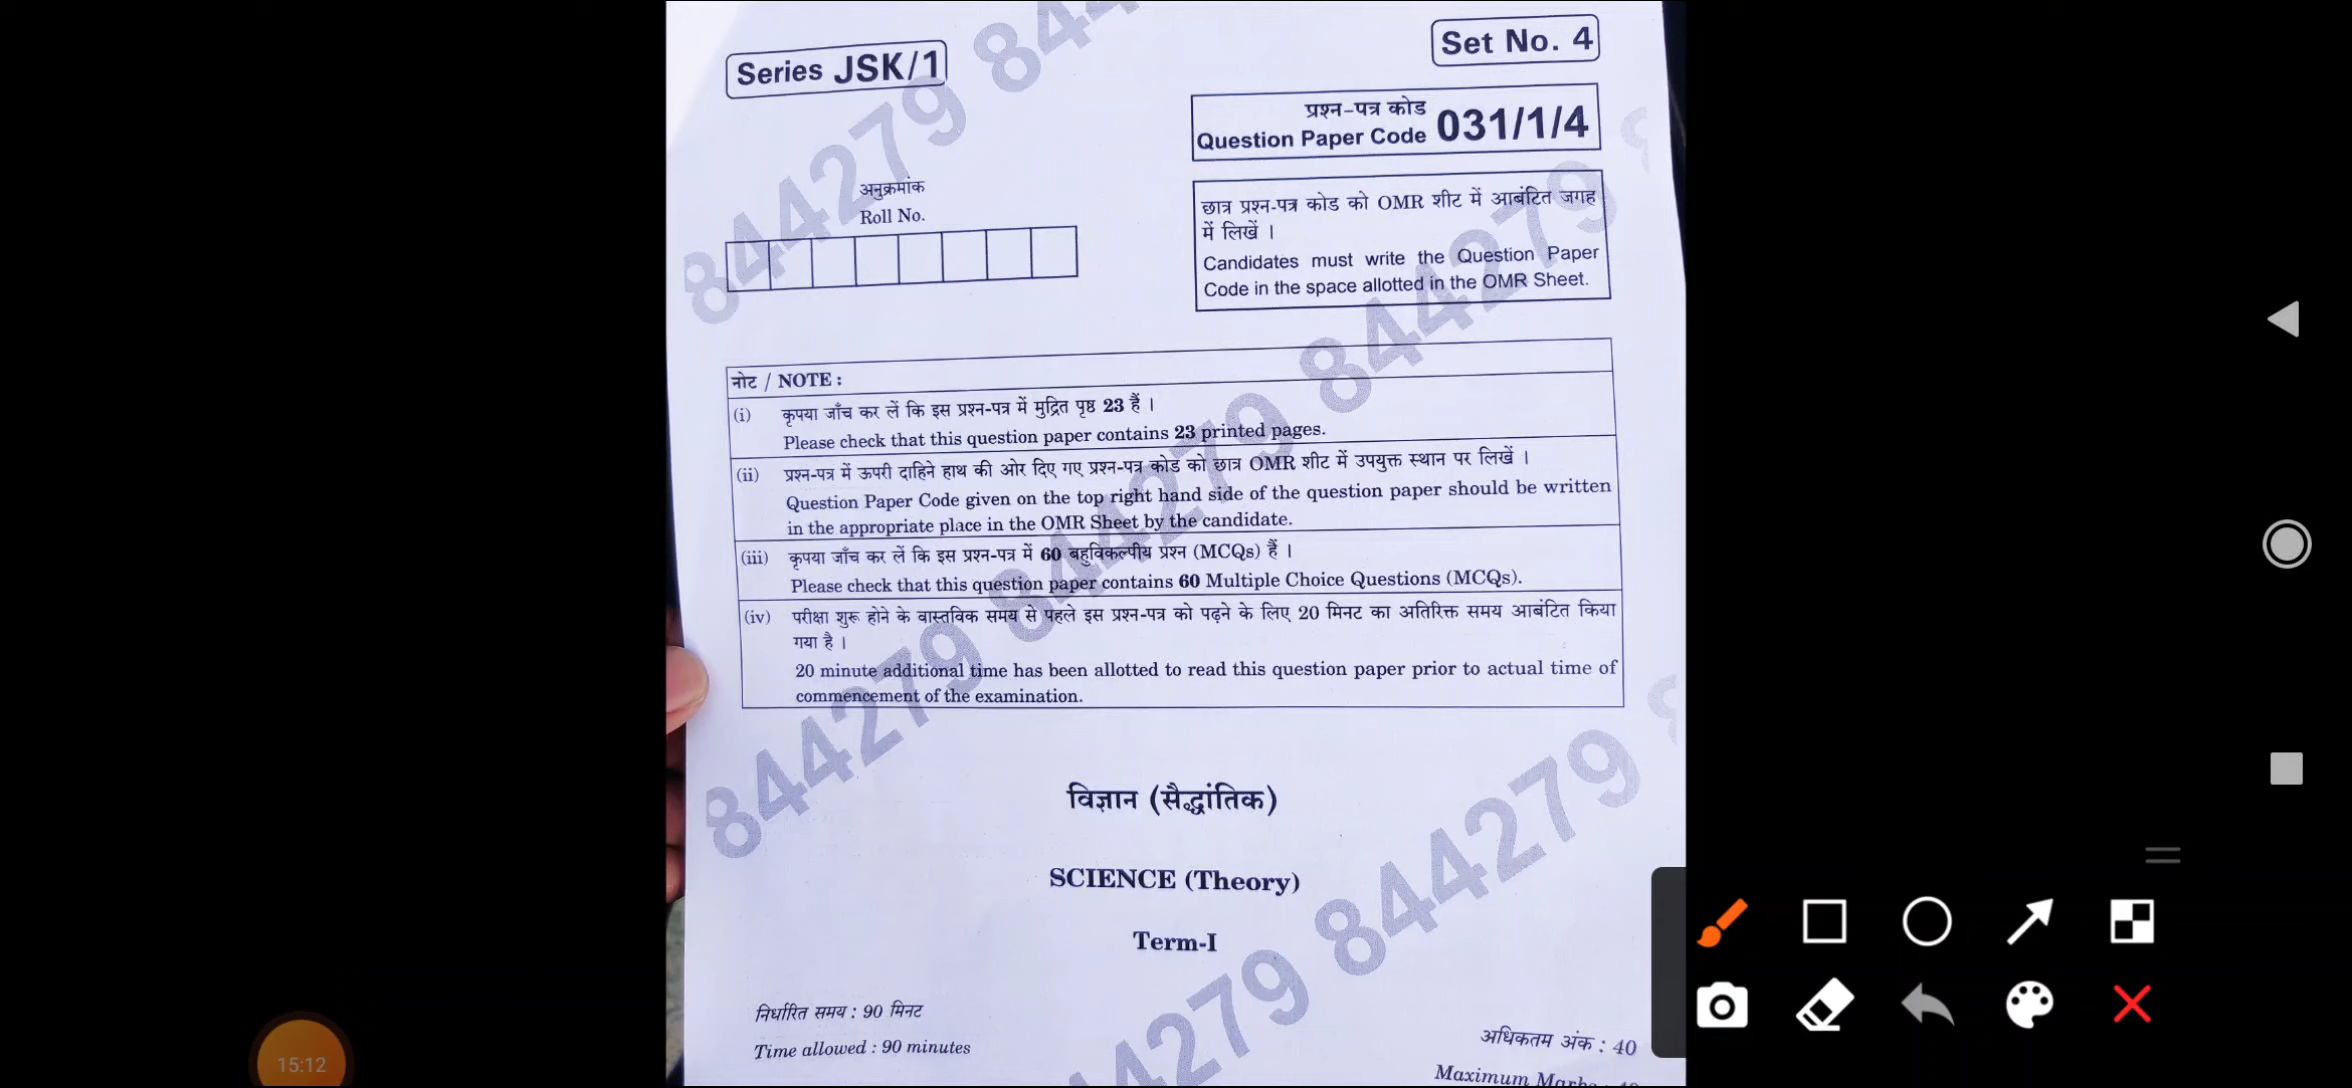 Series JSK/1
Set No. 4
प्रश्न-पत्र कोड
Question Paper Code 031/1/4
अनुक्रमांक
Roll No.
छात्र प्रश्न-पत्र कोड को OMR शीट में आबंटित जगह
में लिखें ।
Candidates must write the Question Paper
Code in the space allotted in the OMR Sheet.
नोट / NOTE :
(i) कृपया जाँच कर लें कि इस प्रश्न-पत्र में मुद्रित पृष्ठ 23 हैं ।
Please check that this question paper contains 23 printed pages.
(ii) प्रश्न-पत्र में ऊपरी दाहिने हाथ की ओर दिए गए प्रश्न-पत्र कोड को छात्र OMR शीट में उपयुक्त स्थान पर लिखें ।
Question Paper Code given on the top right hand side of the question paper should be written
in the appropriate place in the OMR Sheet by the candidate.
(iii) कृपया जाँच कर लें कि इस प्रश्न-पत्र में 60 बहुविकल्पीय प्रश्न (MCQs) हैं ।
Please check that this question paper contains 60 Multiple Choice Questions (MCQs).
(iv) परीक्षा शुरू होने के वास्तविक समय से पहले इस प्रश्न-पत्र को पढ़ने के लिए 20 मिनट का अतिरिक्त समय आबंटित किया
गया है ।
20 minute additional time has been allotted to read this question paper prior to actual time of
commencement of the examination.
844279 844279 844279
844279 844279
विज्ञान (सैद्धांतिक)
SCIENCE (Theory)
Term-I
निर्धारित समय : 90 मिनट
Time allowed : 90 minutes
अधिकतम अंक : 40
Maximum
15:12